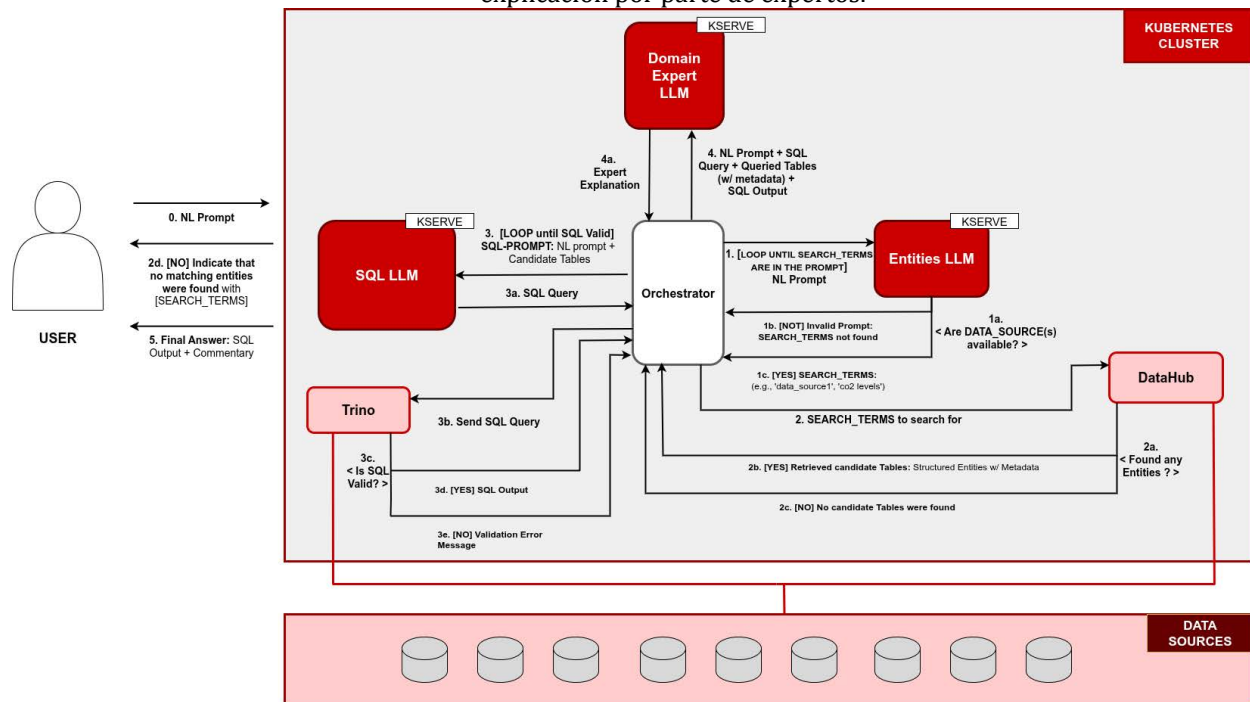 explicación por parte de expertos.
KUBERNETES
CLUSTER
KSERVE
Domain
Expert
LLM
4a.
Expert
Explanation
4. NL Prompt + SQL
Query + Queried Tables
(w/ metadata) +
SQL Output
0. NL Prompt
2d. [NO] Indicate that
no matching entities
were found with
[SEARCH_TERMS]
5. Final Answer: SQL
Output + Commentary
USER
KSERVE
SQL LLM
3. [LOOP until SQL Valid]
SQL-PROMPT: NL prompt +
Candidate Tables
3a. SQL Query
Orchestrator
1. [LOOP UNTIL SEARCH_TERMS
ARE IN THE PROMPT]
NL Prompt
KSERVE
Entities LLM
1b. [NOT] Invalid Prompt:
SEARCH_TERMS not found
1a.
< Are DATA_SOURCE(s)
available? >
1c. [YES] SEARCH_TERMS:
(e.g., 'data_source1', 'co2 levels')
DataHub
2. SEARCH_TERMS to search for
Trino
3b. Send SQL Query
3c.
< Is SQL
Valid? >
3d. [YES] SQL Output
3e. [NO] Validation Error
Message
2a.
< Found any
Entities ? >
2b. [YES] Retrieved candidate Tables: Structured Entities w/ Metadata
2c. [NO] No candidate Tables were found
DATA
SOURCES